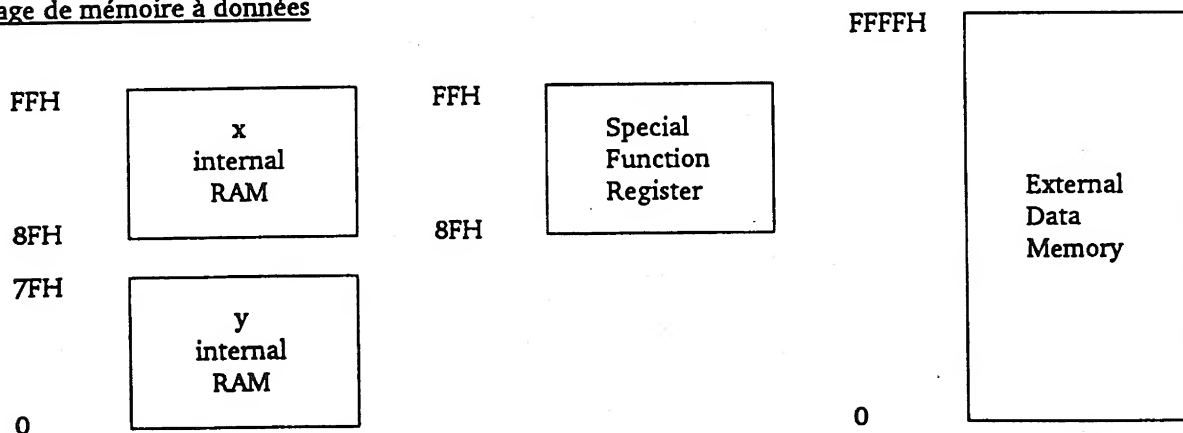 age de mémoire à données
FFH
x
internal
RAM
8FH
7FH
y
internal
RAM
0
FFH
Special
Function
Register
8FH
FFFFH
External
Data
Memory
0